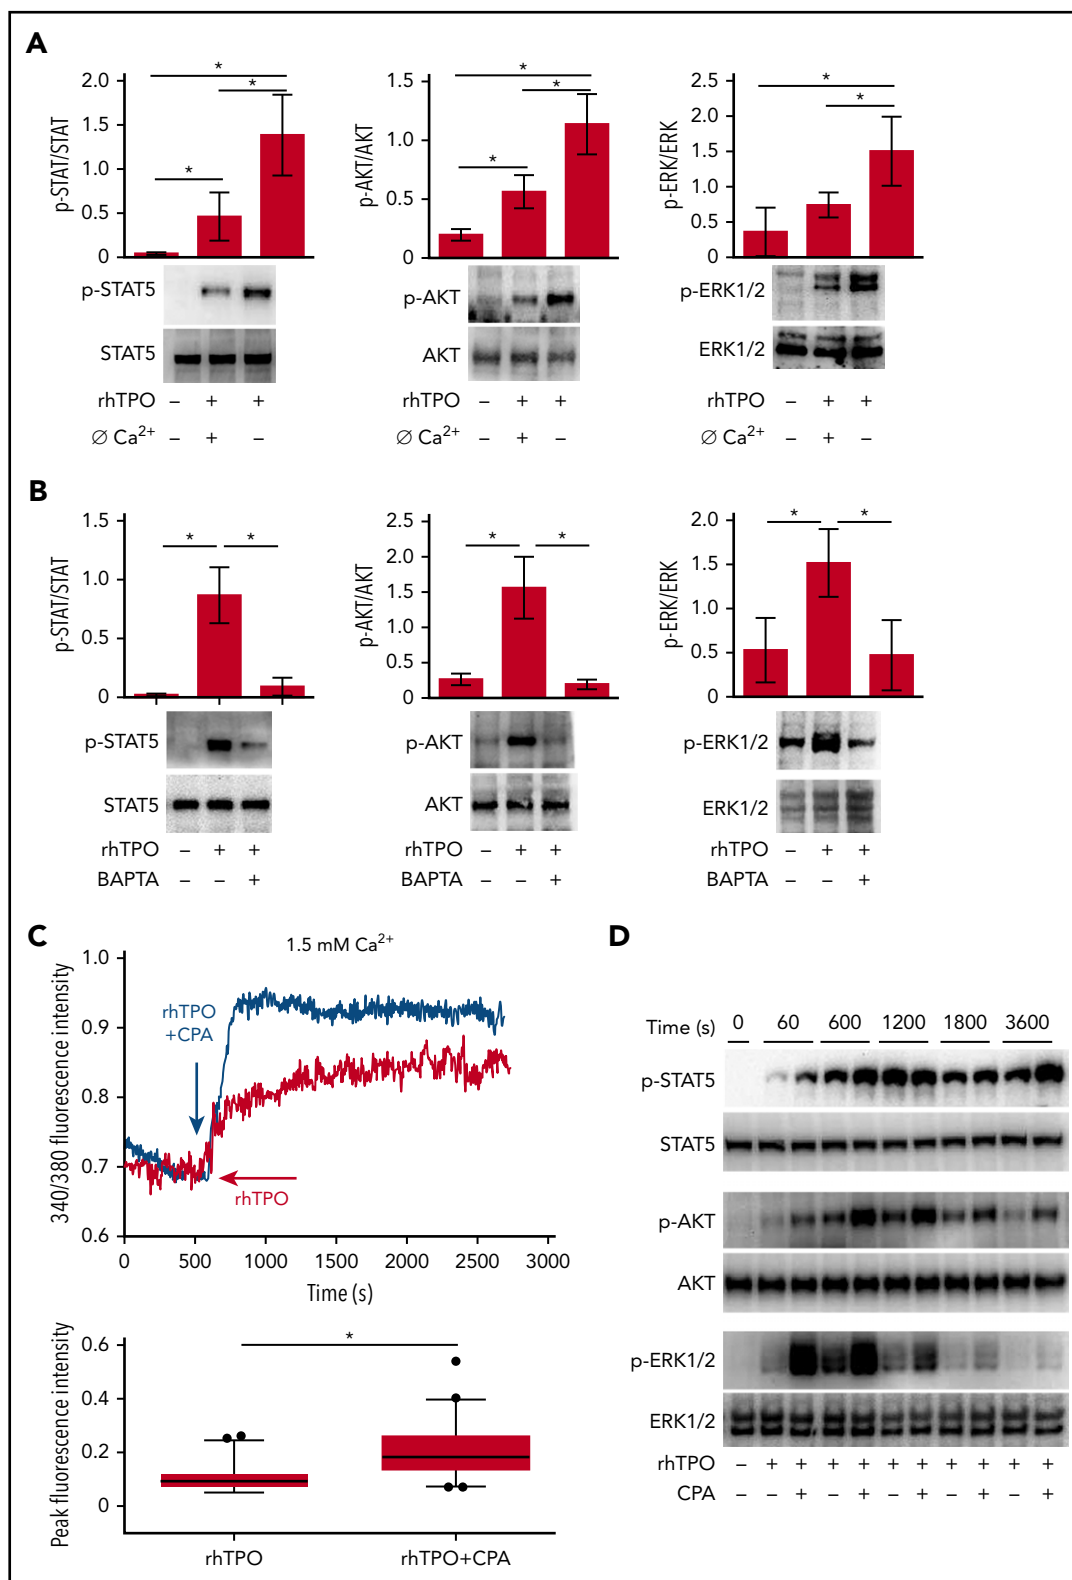 A
p-STAT/STAT
2.0
1.5
1.0
0.5
0
* * *
p-STAT5
STAT5
rhTPO – + +
∅ Ca2+ – + –
p-AKT/AKT
1.5
1.0
0.5
0
* * *
p-AKT
AKT
– + +
– + –
p-ERK/ERK
2.5
2.0
1.5
1.0
0.5
0
* *
p-ERK1/2
ERK1/2
rhTPO – + +
∅ Ca2+ – + –
B
p-STAT/STAT
1.5
1.0
0.5
0
* *
p-STAT5
STAT5
rhTPO – + +
BAPTA – – +
p-AKT/AKT
2.5
2.0
1.5
1.0
0.5
0
* *
p-AKT
AKT
rhTPO – + +
BAPTA – – +
p-ERK/ERK
2.0
1.5
1.0
0.5
0
* *
p-ERK1/2
ERK1/2
rhTPO – + +
BAPTA – – +
C
1.5 mM Ca2+
340/380 fluorescence intensity
1.0
0.9
0.8
0.7
0.6
rhTPO
+CPA
rhTPO
0 500 1000 1500 2000 2500 3000
Time (s)
Peak fluorescence intensity
0.6
0.4
0.2
0
*
rhTPO rhTPO+CPA
D
Time (s) 0 60 600 1200 1800 3600
p-STAT5
STAT5
p-AKT
AKT
p-ERK1/2
ERK1/2
rhTPO – + + + + + + + + + +
CPA – – + – + – + – + – +